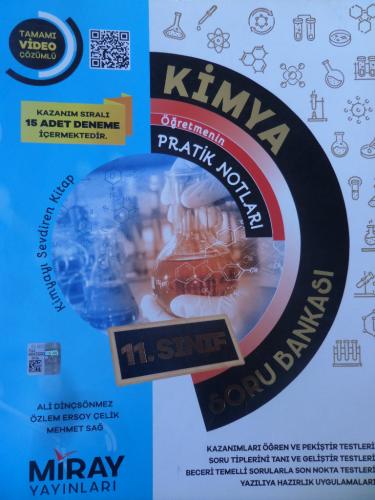 TAMAMI
VİDEO
ÇÖZÜMLÜ
KAZANIM SIRALI
15 ADET DENEME
İÇERMEKTEDİR.
KİMYA
Öğretmenin
PRATİK NOTLARI
SORU BANKASI
Kimyayı Sevdiren Kitap
11. SINIF
ALİ DİNÇSÖNMEZ
ÖZLEM ERSOY ÇELİK
MEHMET SAĞ
MİRAY
YAYINLARI
KAZANIMLARI ÖĞREN VE PEKİŞTİR TESTLERİ
SORU TİPLERİNİ TANI VE GELİŞTİR TESTLERİ
BECERİ TEMELLİ SORULARLA SON NOKTA TESTLERİ
YAZILIYA HAZIRLIK UYGULAMALARI